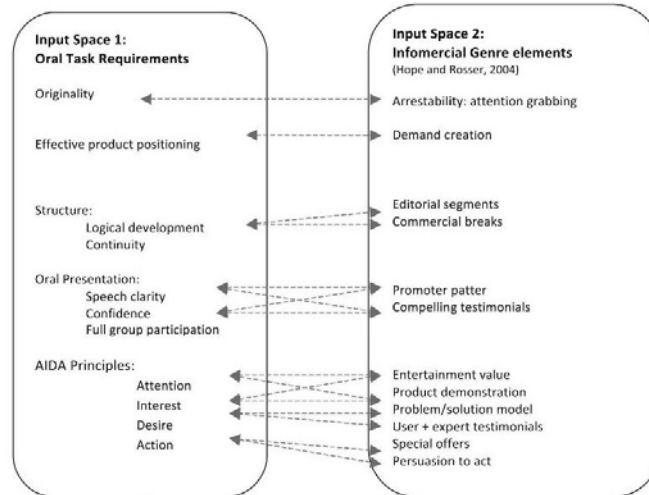 Input Space 1:
Oral Task Requirements
Originality
Effective product positioning
Structure:
Logical development
Continuity
Oral Presentation:
Speech clarity
Confidence
Full group participation
AIDA Principles:
Attention
Interest
Desire
Action
Input Space 2:
Infomercial Genre elements
(Hope and Rosser, 2004)
Arrestability: attention grabbing
Demand creation
Editorial segments
Commercial breaks
Promoter patter
Compelling testimonials
Entertainment value
Product demonstration
Problem/solution model
User + expert testimonials
Special offers
Persuasion to act